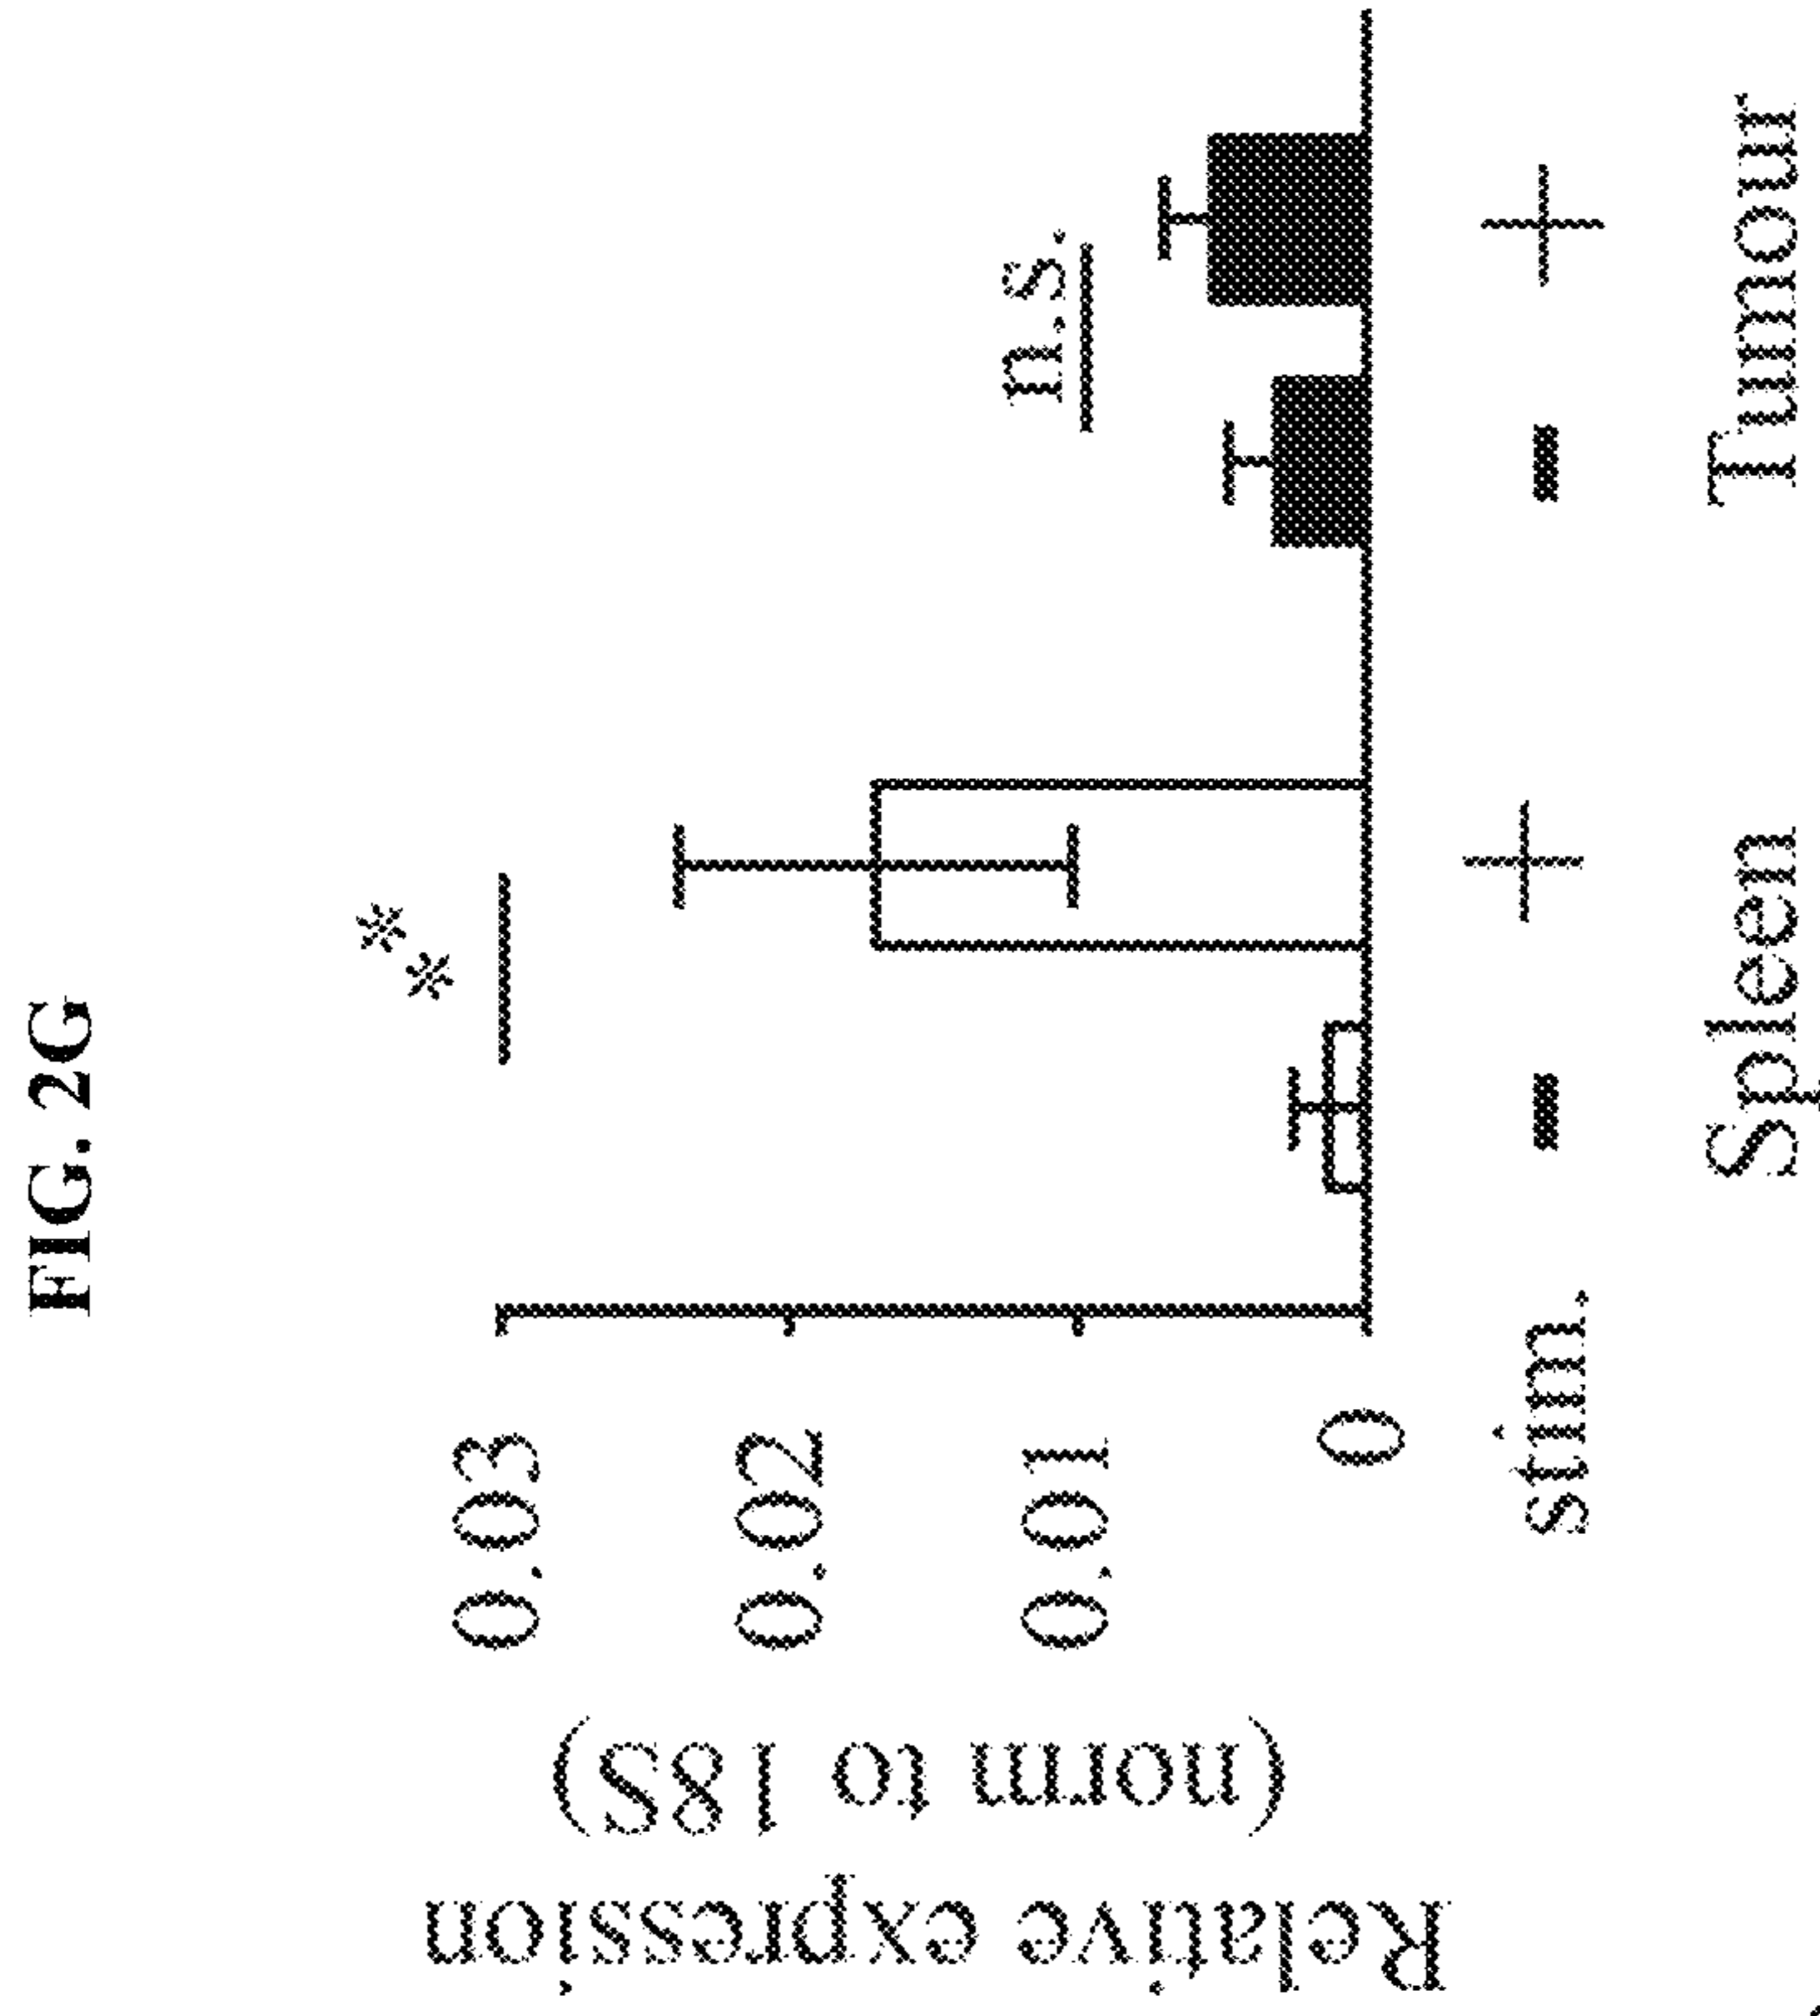 FIG. 2G
Relative expression
(norm to 18S)
0.03
0.02
0.01
0
**
n.s.
stim. - + - +
Spleen Tumour